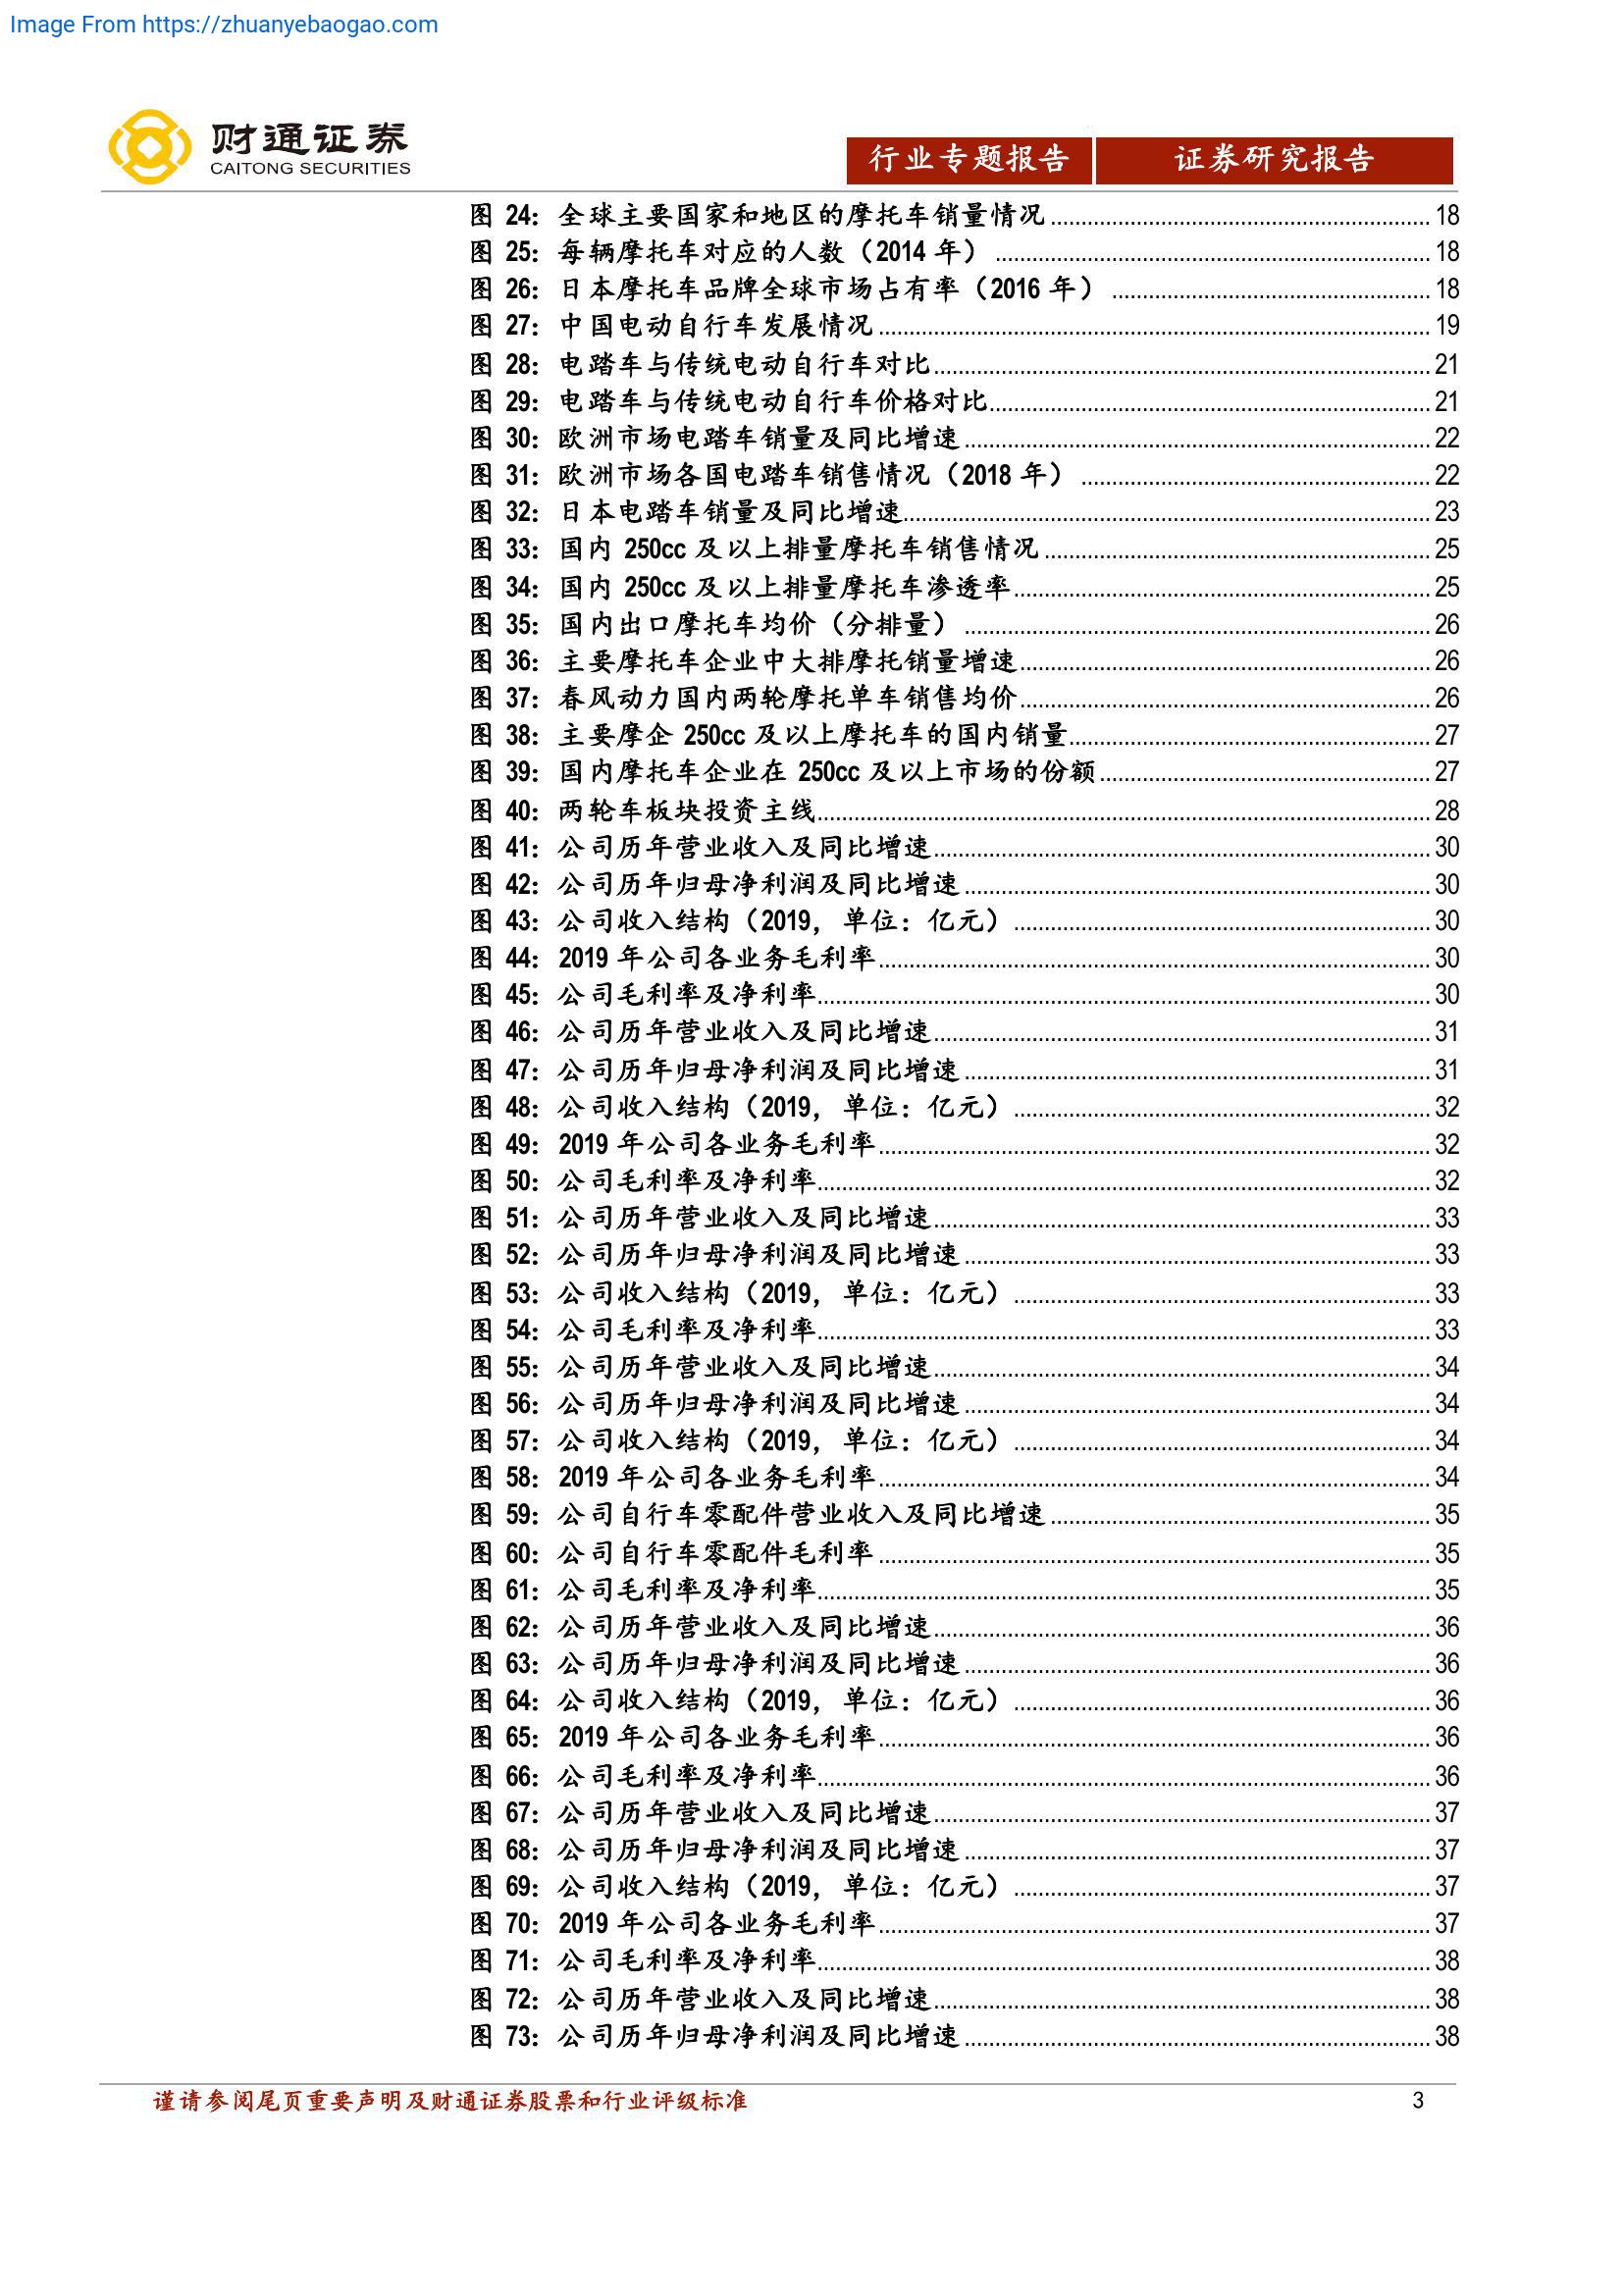 Image From https://zhuanyebaogao.com
财通证券
CAITONG SECURITIES
行业专题报告 证券研究报告
图 24：全球主要国家和地区的摩托车销量情况 18
图 25：每辆摩托车对应的人数（2014 年） 18
图 26：日本摩托车品牌全球市场占有率（2016 年） 18
图 27：中国电动自行车发展情况 19
图 28：电踏车与传统电动自行车对比 21
图 29：电踏车与传统电动自行车价格对比 21
图 30：欧洲市场电踏车销量及同比增速 22
图 31：欧洲市场各国电踏车销售情况（2018 年） 22
图 32：日本电踏车销量及同比增速 23
图 33：国内 250cc 及以上排量摩托车销售情况 25
图 34：国内 250cc 及以上排量摩托车渗透率 25
图 35：国内出口摩托车均价（分排量） 26
图 36：主要摩托车企业中大排摩托销量增速 26
图 37：春风动力国内两轮摩托单车销售均价 26
图 38：主要摩企 250cc 及以上摩托车的国内销量 27
图 39：国内摩托车企业在 250cc 及以上市场的份额 27
图 40：两轮车板块投资主线 28
图 41：公司历年营业收入及同比增速 30
图 42：公司历年归母净利润及同比增速 30
图 43：公司收入结构（2019，单位：亿元） 30
图 44：2019 年公司各业务毛利率 30
图 45：公司毛利率及净利率 30
图 46：公司历年营业收入及同比增速 31
图 47：公司历年归母净利润及同比增速 31
图 48：公司收入结构（2019，单位：亿元） 32
图 49：2019 年公司各业务毛利率 32
图 50：公司毛利率及净利率 32
图 51：公司历年营业收入及同比增速 33
图 52：公司历年归母净利润及同比增速 33
图 53：公司收入结构（2019，单位：亿元） 33
图 54：公司毛利率及净利率 33
图 55：公司历年营业收入及同比增速 34
图 56：公司历年归母净利润及同比增速 34
图 57：公司收入结构（2019，单位：亿元） 34
图 58：2019 年公司各业务毛利率 34
图 59：公司自行车零配件营业收入及同比增速 35
图 60：公司自行车零配件毛利率 35
图 61：公司毛利率及净利率 35
图 62：公司历年营业收入及同比增速 36
图 63：公司历年归母净利润及同比增速 36
图 64：公司收入结构（2019，单位：亿元） 36
图 65：2019 年公司各业务毛利率 36
图 66：公司毛利率及净利率 36
图 67：公司历年营业收入及同比增速 37
图 68：公司历年归母净利润及同比增速 37
图 69：公司收入结构（2019，单位：亿元） 37
图 70：2019 年公司各业务毛利率 37
图 71：公司毛利率及净利率 38
图 72：公司历年营业收入及同比增速 38
图 73：公司历年归母净利润及同比增速 38
谨请参阅尾页重要声明及财通证券股票和行业评级标准 3